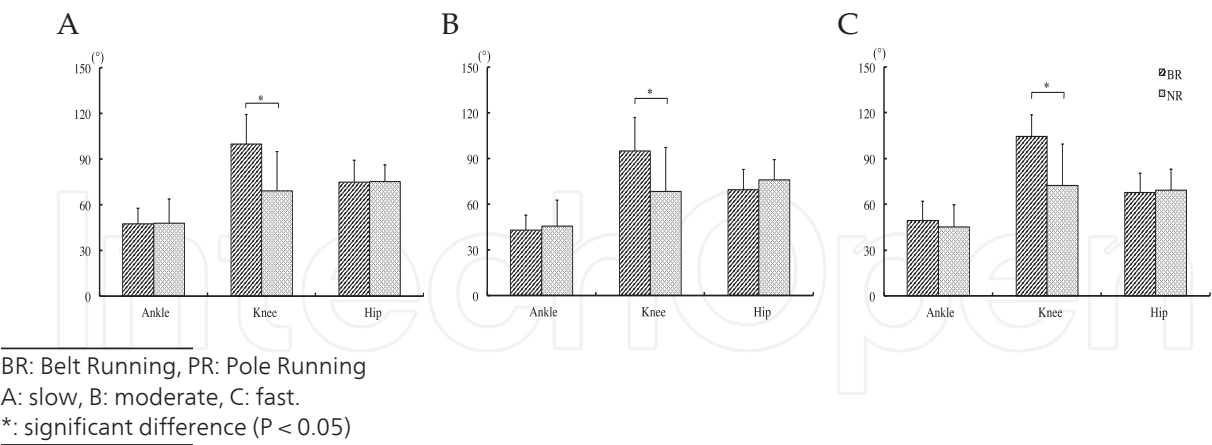 A
B
C
(°)
150
120
90
60
30
0
Ankle
Knee
Hip
*
(°)
150
120
90
60
30
0
Ankle
Knee
Hip
*
(°)
150
120
90
60
30
0
Ankle
Knee
Hip
*
BR
NR
IntechOpen
BR: Belt Running, PR: Pole Running
A: slow, B: moderate, C: fast.
*: significant difference (P < 0.05)